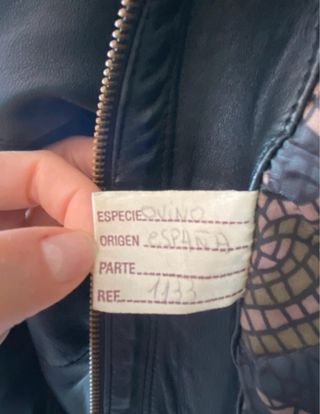 ESPECIE OVINO
ORIGEN ESPAÑA
PARTE
REF. 1133